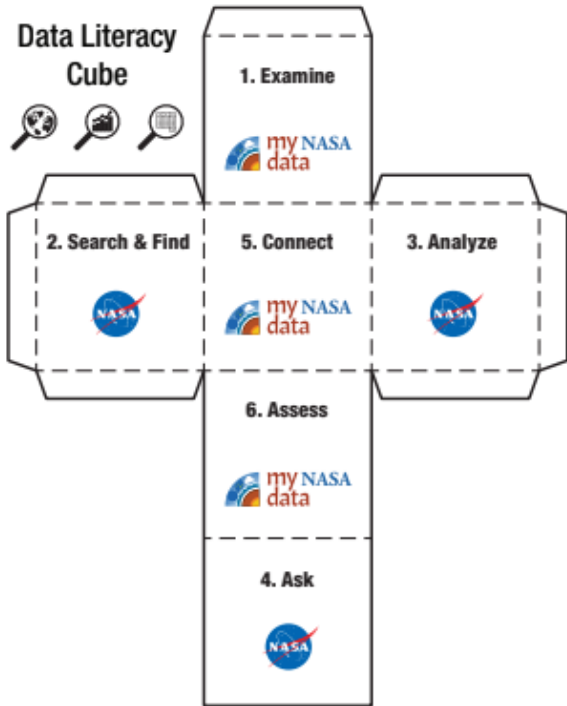 Data Literacy
Cube
1. Examine
my NASA
data
2. Search & Find
5. Connect
3. Analyze
NASA
my NASA
data
NASA
6. Assess
my NASA
data
4. Ask
NASA